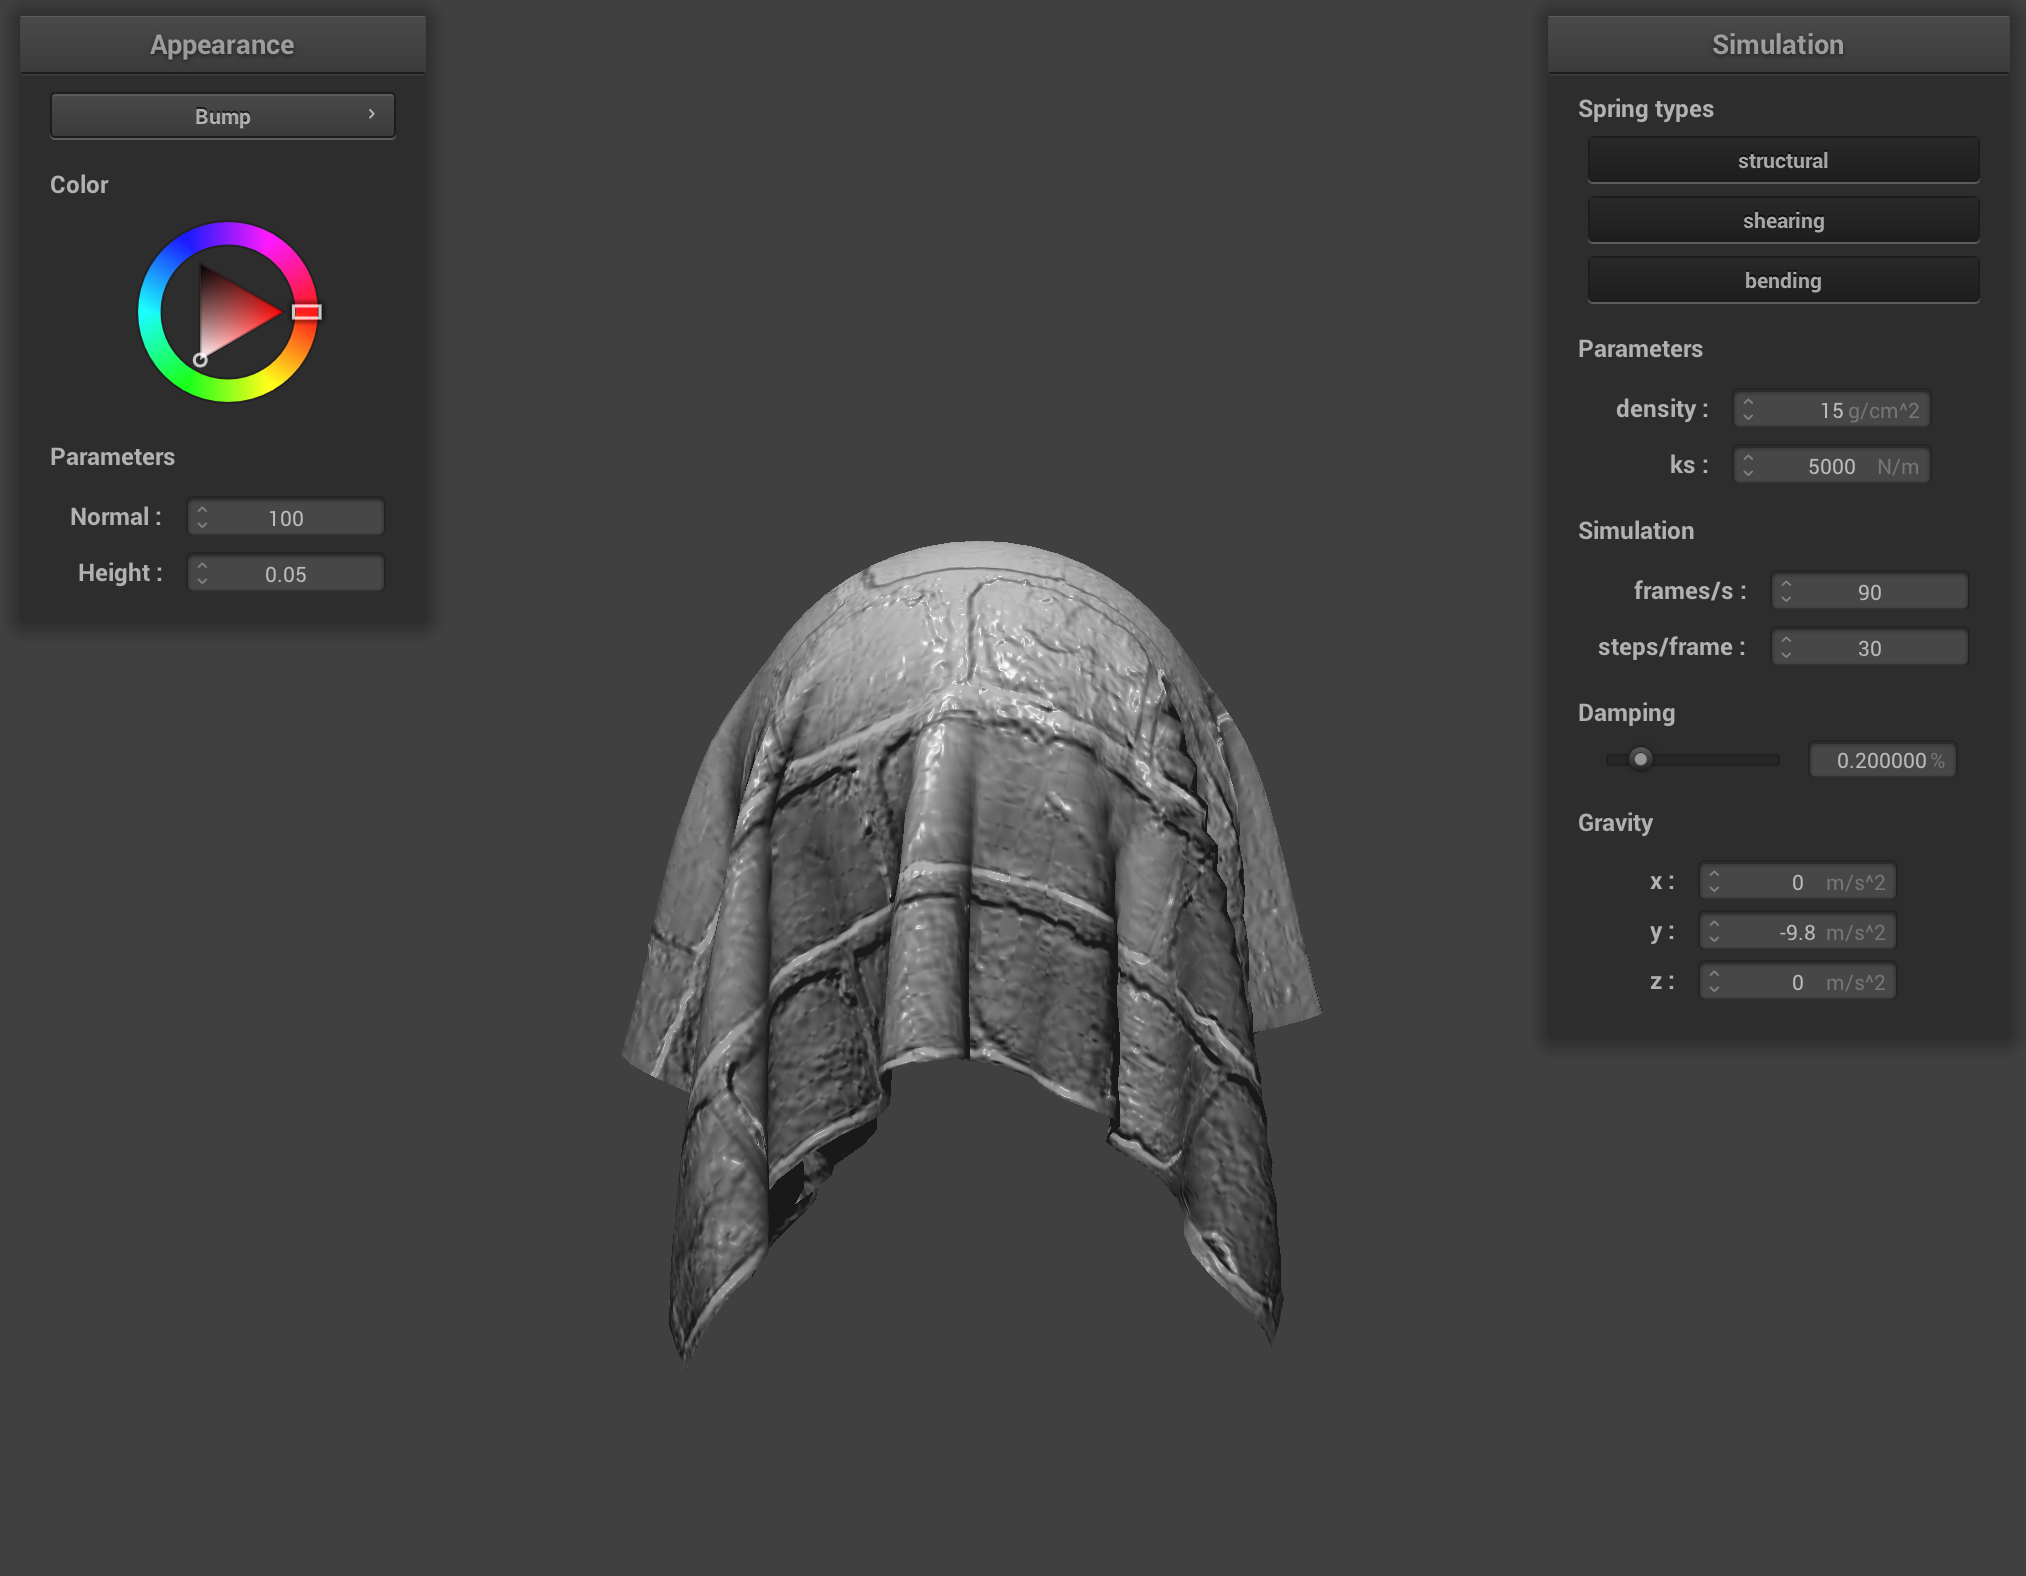 Appearance
Bump
Color
Parameters
Normal : 100
Height : 0.05
Simulation
Spring types
structural
shearing
bending
Parameters
density : 15 g/cm^2
ks : 5000 N/m
Simulation
frames/s : 90
steps/frame : 30
Damping
0.200000 %
Gravity
x : 0 m/s^2
y : -9.8 m/s^2
z : 0 m/s^2